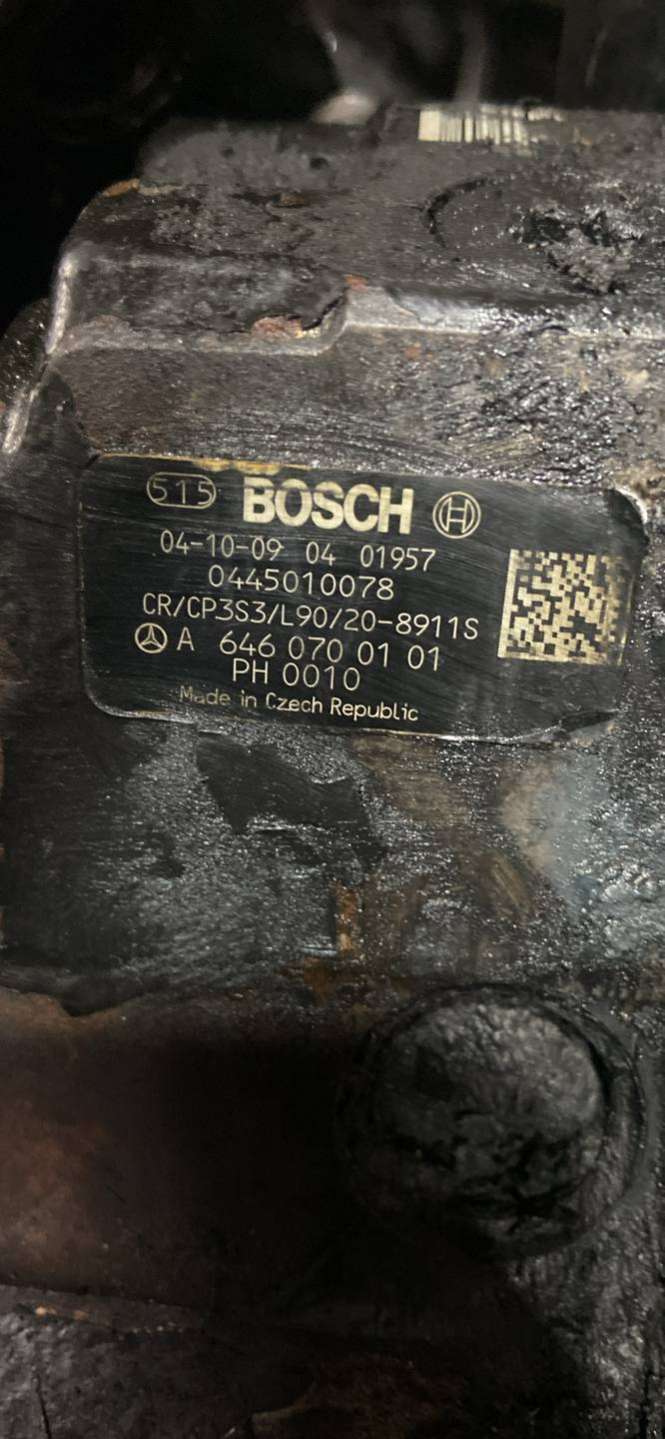 515 BOSCH
04-10-09 04 01957
0445010078
CR/CP3S3/L90/20-8911S
A 646 070 01 01
PH 0010
Made in Czech Republic